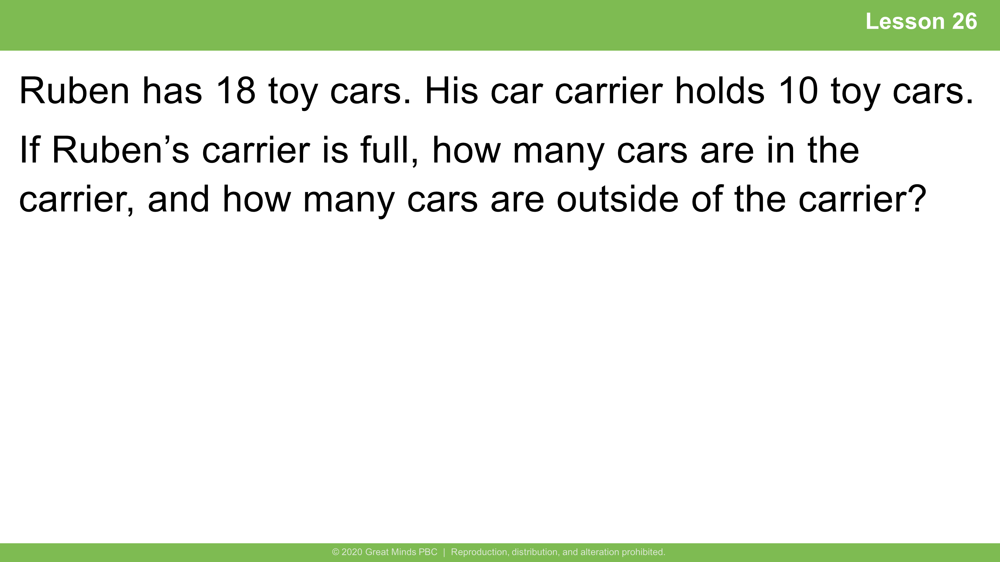 Lesson 26
Ruben has 18 toy cars. His car carrier holds 10 toy cars.
If Ruben’s carrier is full, how many cars are in the
carrier, and how many cars are outside of the carrier?
© 2020 Great Minds PBC | Reproduction, distribution, and alteration prohibited.